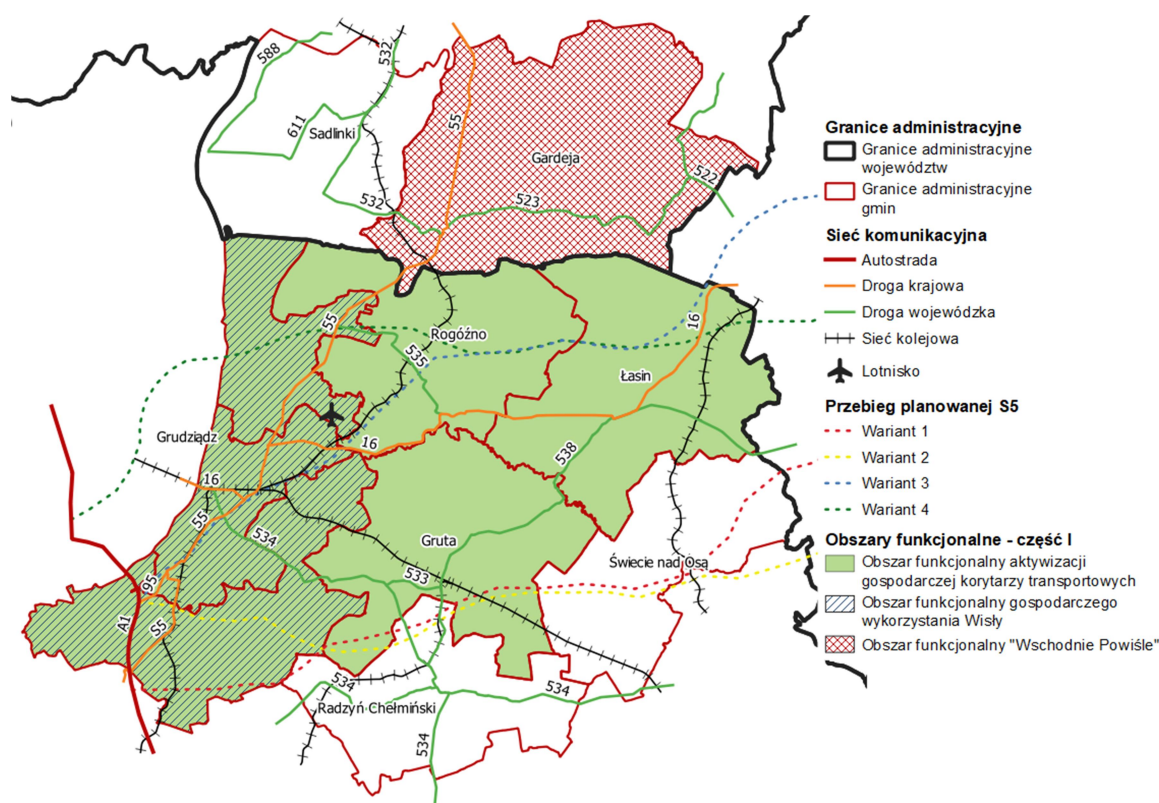 588
532
611
Sadlinki
55
Gardeja
522
532
523
16
55
Rogóźno
535
Łasin
Grudziądz
16
538
16
55
534
Gruta
533
Świecie nad Osą
95
A1
S5
534
534
Radzyń Chełmiński
534
Granice administracyjne
Granice administracyjne
województw
Granice administracyjne
gmin
Sieć komunikacyjna
Autostrada
Droga krajowa
Droga wojewódzka
Sieć kolejowa
Lotnisko
Przebieg planowanej S5
Wariant 1
Wariant 2
Wariant 3
Wariant 4
Obszary funkcjonalne - część I
Obszar funkcjonalny aktywizacji
gospodarczej korytarzy transportowych
Obszar funkcjonalny gospodarczego
wykorzystania Wisły
Obszar funkcjonalny "Wschodnie Powiśle"